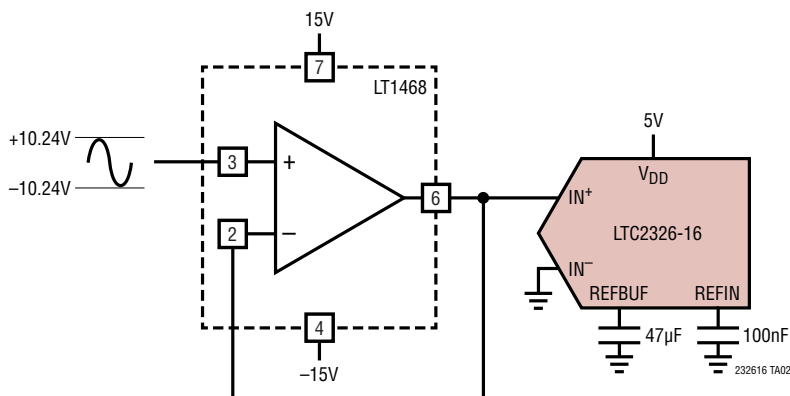 15V
7
LT1468
+10.24V
3
+
–10.24V
2
–
6
4
–15V
5V
VDD
IN+
LTC2326-16
IN–
REFBUF
REFIN
47µF
100nF
232616 TA02